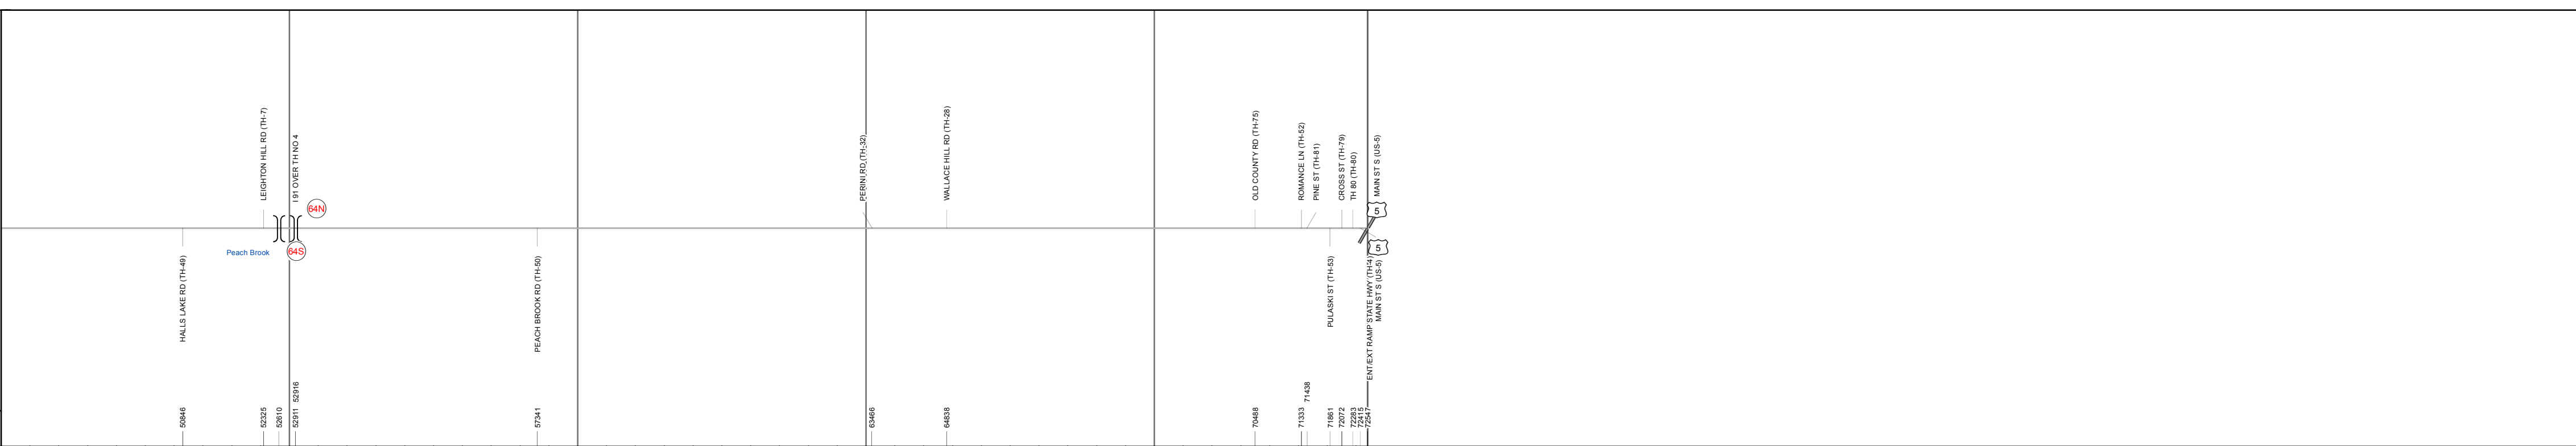 LEIGHTON HILL RD (TH-7)
I 91 OVER TH NO 4
PERINI RD (TH-32)
WALLACE HILL RD (TH-28)
OLD COUNTY RD (TH-75)
ROMANCE LN (TH-52)
PINE ST (TH-81)
CROSS ST (TH-79)
TH 80 (TH-80)
MAIN ST S (US-5)
64N
5
Peach Brook
64S
5
HALLS LAKE RD (TH-49)
PEACH BROOK RD (TH-50)
PULASKI ST (TH-53)
ENT/EXT RAMP STATE HWY (TH-4)
MAIN ST S (US-5)
50846
52325
52610
52911 52916
57341
63466
64838
70488
71333
71438
71861
72072
72283
72415
72547